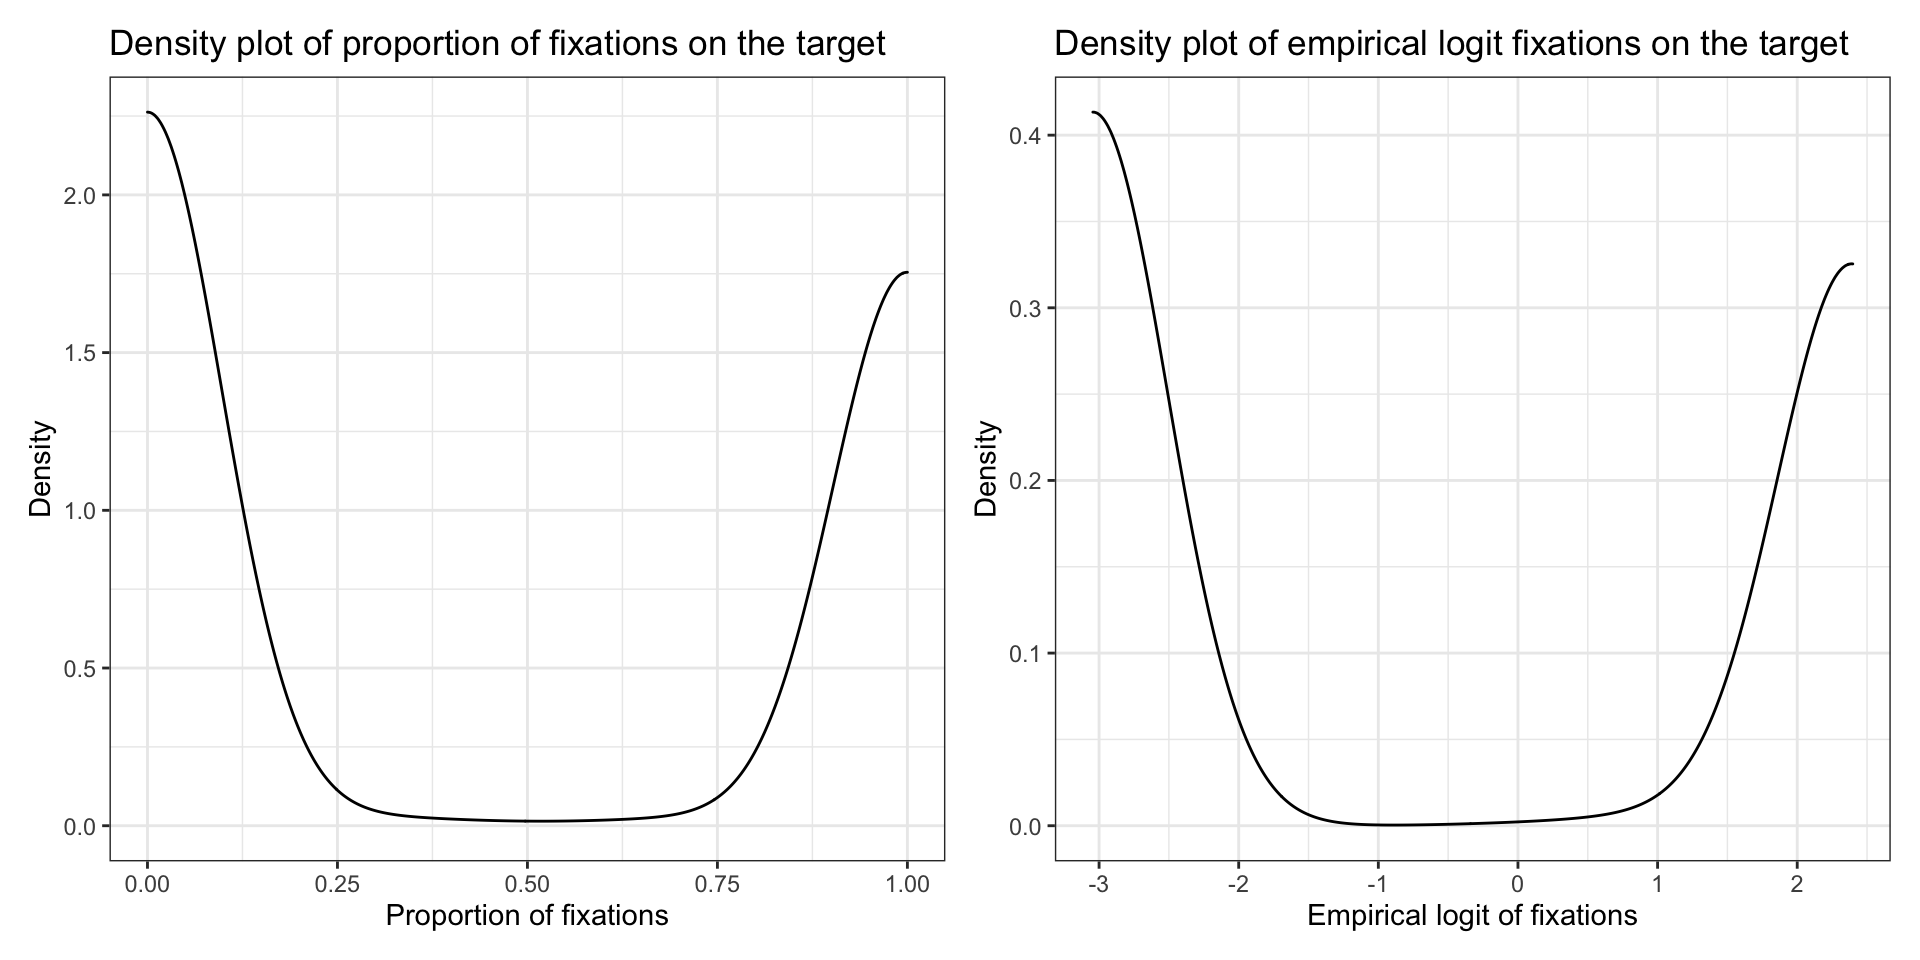 Density plot of proportion of fixations on the target
Density
2.0
1.5
1.0
0.5
0.0
0.00 0.25 0.50 0.75 1.00
Proportion of fixations
Density plot of empirical logit fixations on the target
Density
0.4
0.3
0.2
0.1
0.0
-3 -2 -1 0 1 2
Empirical logit of fixations